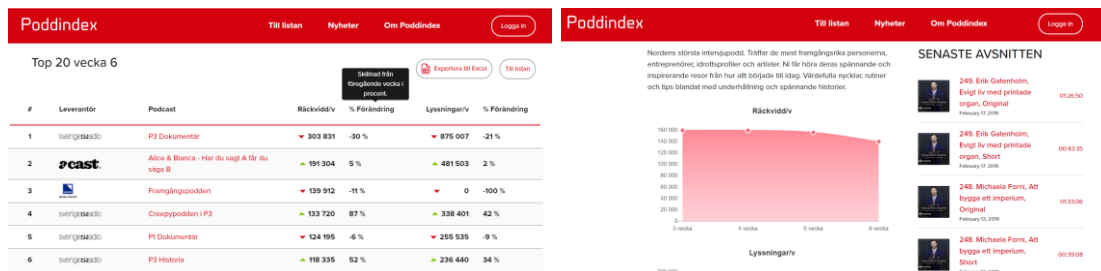 Poddindex
Till listan Nyheter Om Poddindex Logga in
Top 20 vecka 6
Exportera till Excel Till listan
Skillnad från
föregående vecka i
procent.
# Leverantör Podcast Räckvidd/v % Förändring Lyssningar/v % Förändring
1 sverigesradio P3 Dokumentär 303 831 -30 % 875 007 -21 %
2 acast. Alice & Bianca - Har du sagt A får du
säga B 191 304 5 % 481 503 2 %
3 Framgångspodden 139 912 -11 % 0 -100 %
4 sverigesradio Creepypodden i P3 133 720 87 % 338 401 42 %
5 sverigesradio P1 Dokumentär 124 195 -6 % 255 535 -9 %
6 sverigesradio P3 Historia 118 335 52 % 236 440 34 %
Poddindex
Till listan Nyheter Om Poddindex Logga in
Nordens största intervjupodd. Träffar de mest framgångsrika personerna,
entreprenörer, idrottsprofiler och artister. Ni får höra deras spännande och
inspirerande resor från hur allt började till idag. Värdefulla nycklar, rutiner
och tips blandat med underhållning och spännande historier.
Räckvidd/v
160 000
140 000
120 000
100 000
80 000
60 000
40 000
20 000
0
3 vecka 4 vecka 5 vecka 6 vecka
Lyssningar/v
SENASTE AVSNITTEN
249. Erik Gatenholm,
Evigt liv med printade
organ, Original
February 17, 2019
01:26:50
249. Erik Gatenholm,
Evigt liv med printade
organ, Short
February 17, 2019
00:43:35
248. Michaela Forni, Att
bygga ett imperium,
Original
February 13, 2019
01:33:06
248. Michaela Forni, Att
bygga ett imperium,
Short
00:39:08